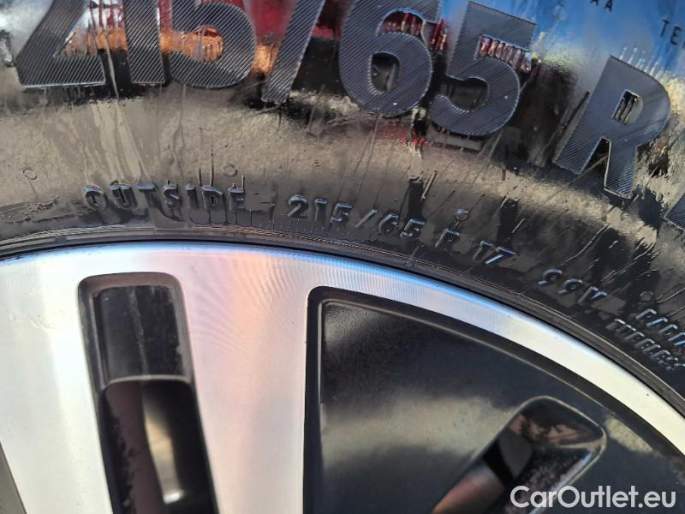 215/65 R
OUTSIDE 215/65 R 17 99V
CarOutlet.eu